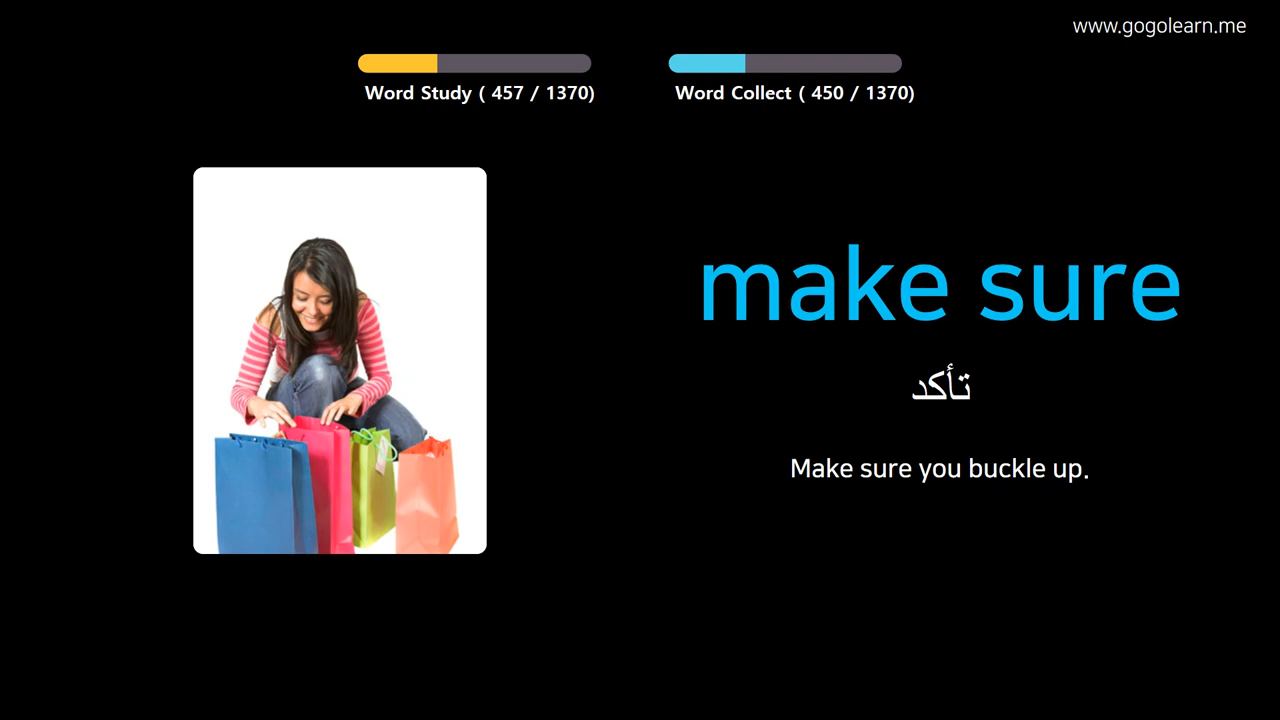 www.gogolearn.me
Word Study ( 457 / 1370)
Word Collect ( 450 / 1370)
make sure
تأكد
Make sure you buckle up.